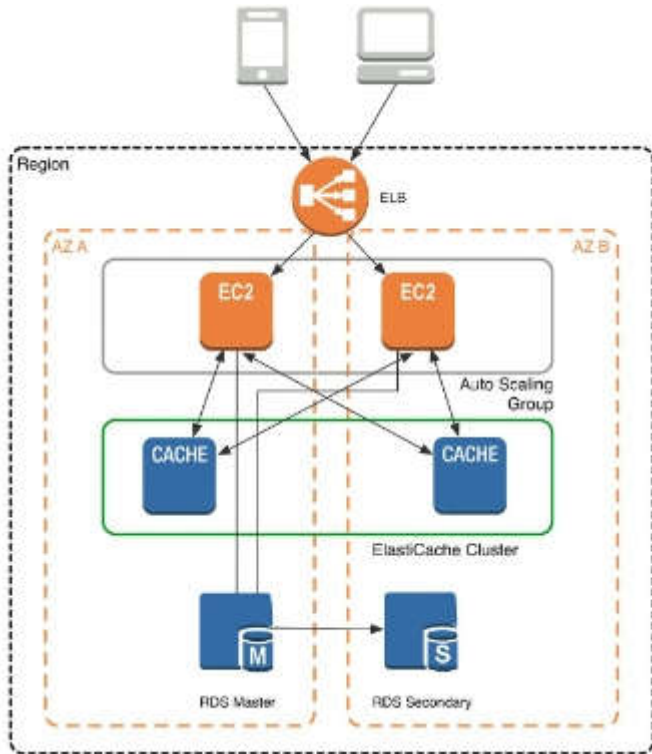 Region
ELB
AZ A
AZ B
EC2
EC2
Auto Scaling
Group
CACHE
CACHE
ElastiCache Cluster
M
S
RDS Master
RDS Secondary